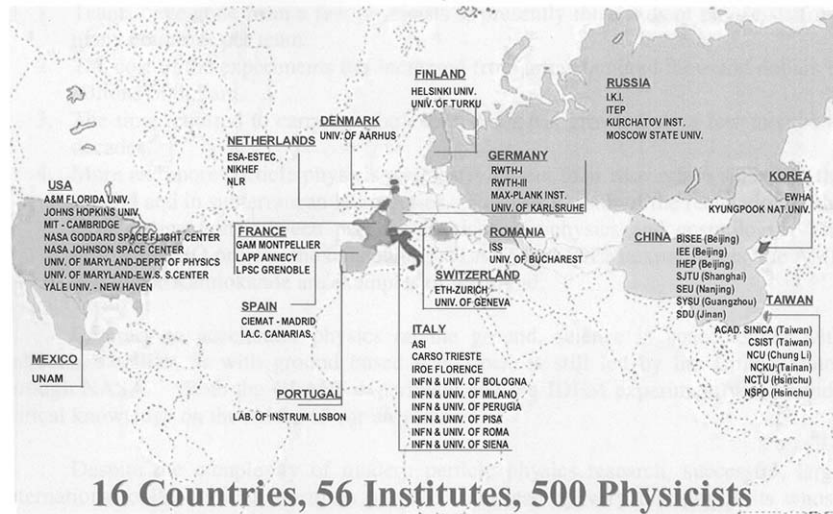 FINLAND
HELSINKI UNIV.
UNIV. OF TURKU
RUSSIA
I.K.I.
ITEP
KURCHATOV INST.
MOSCOW STATE UNIV.
DENMARK
UNIV. OF AARHUS
NETHERLANDS
ESA-ESTEC
NIKHEF
NLR
GERMANY
RWTH-I
RWTH-III
MAX-PLANK INST.
UNIV. OF KARLSRUHE
KOREA
EWHA
KYUNGPOOK NAT.UNIV.
USA
A&M FLORIDA UNIV.
JOHNS HOPKINS UNIV.
MIT - CAMBRIDGE
NASA GODDARD SPACE FLIGHT CENTER
NASA JOHNSON SPACE CENTER
UNIV. OF MARYLAND-DEPRT OF PHYSICS
UNIV. OF MARYLAND-E.W.S. S.CENTER
YALE UNIV. - NEW HAVEN
FRANCE
GAM MONTPELLIER
LAPP ANNECY
LPSC GRENOBLE
ROMANIA
ISS
UNIV. OF BUCHAREST
CHINA
BISEE (Beijing)
IEE (Beijing)
IHEP (Beijing)
SJTU (Shanghai)
SEU (Nanjing)
SYSU (Guangzhou)
SDU (Jinan)
SWITZERLAND
ETH-ZURICH
UNIV. OF GENEVA
SPAIN
CIEMAT - MADRID
I.A.C. CANARIAS.
TAIWAN
ACAD. SINICA (Taiwan)
CSIST (Taiwan)
NCU (Chung Li)
NCKU (Tainan)
NCTU (Hsinchu)
NSPO (Hsinchu)
ITALY
ASI
CARSO TRIESTE
IROE FLORENCE
INFN & UNIV. OF BOLOGNA
INFN & UNIV. OF MILANO
INFN & UNIV. OF PERUGIA
INFN & UNIV. OF PISA
INFN & UNIV. OF ROMA
INFN & UNIV. OF SIENA
MEXICO
UNAM
PORTUGAL
LAB. OF INSTRUM. LISBON
16 Countries, 56 Institutes, 500 Physicists